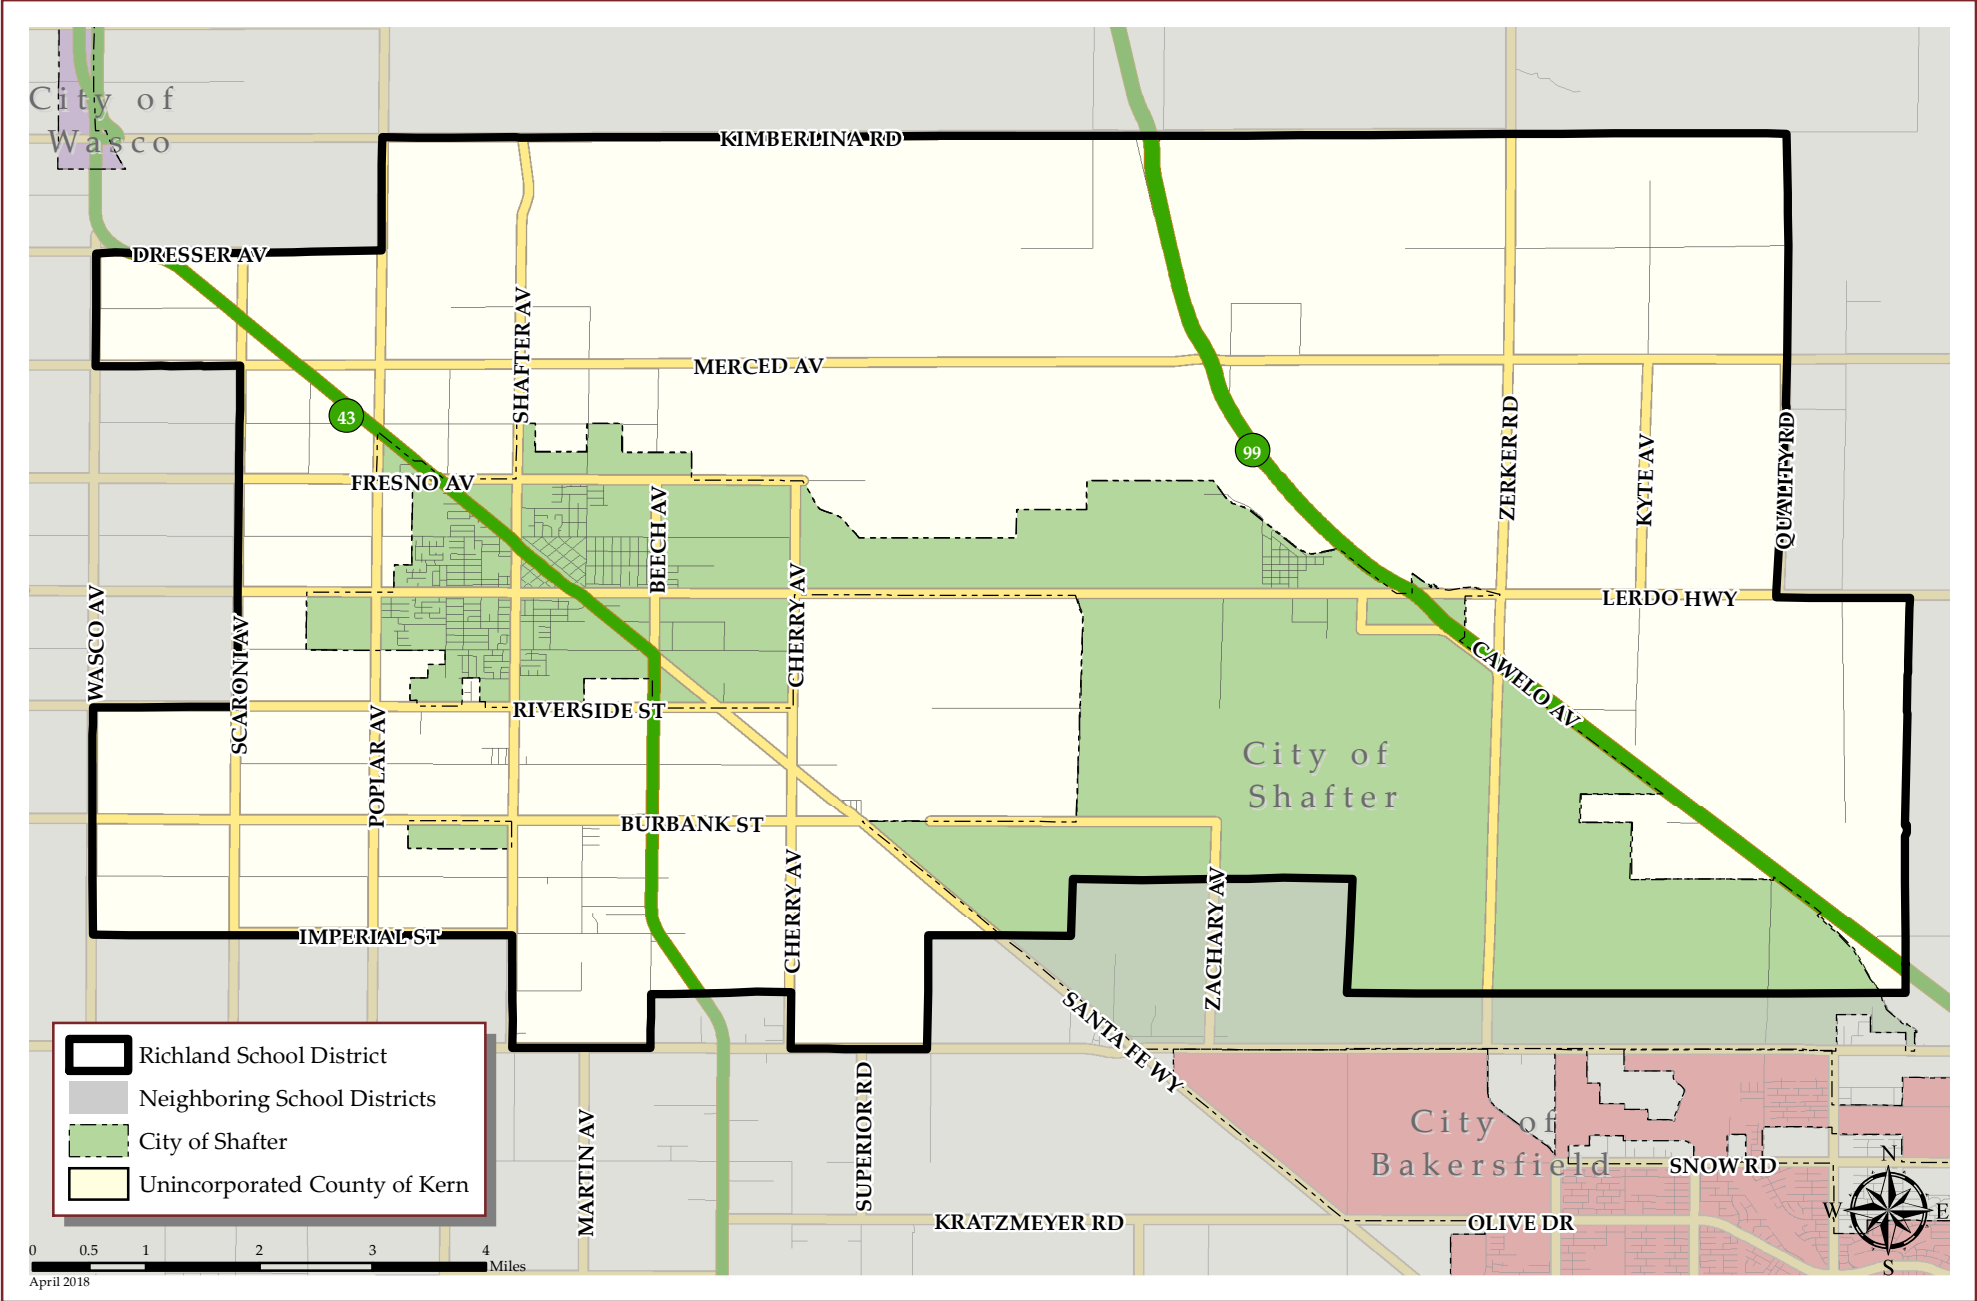 City of
Wasco
KIMBERLINA RD
DRESSER AV
SHAFTER AV
MERCED AV
43
99
ZERKER RD
KYTE AV
QUALITY RD
FRESNO AV
BEECH AV
CHERRY AV
LERDO HWY
WASCO AV
SCARONI AV
CAWELO AV
RIVERSIDE ST
POPLAR AV
City of
Shafter
BURBANK ST
CHERRY AV
ZACHARY AV
IMPERIAL ST
SANTA FE WY
Richland School District
Neighboring School Districts
City of Shafter
Unincorporated County of Kern
MARTIN AV
SUPERIOR RD
City of
Bakersfield
SNOW RD
KRATZMEYER RD
OLIVE DR
N
W E
S
0 0.5 1 2 3 4
Miles
April 2018